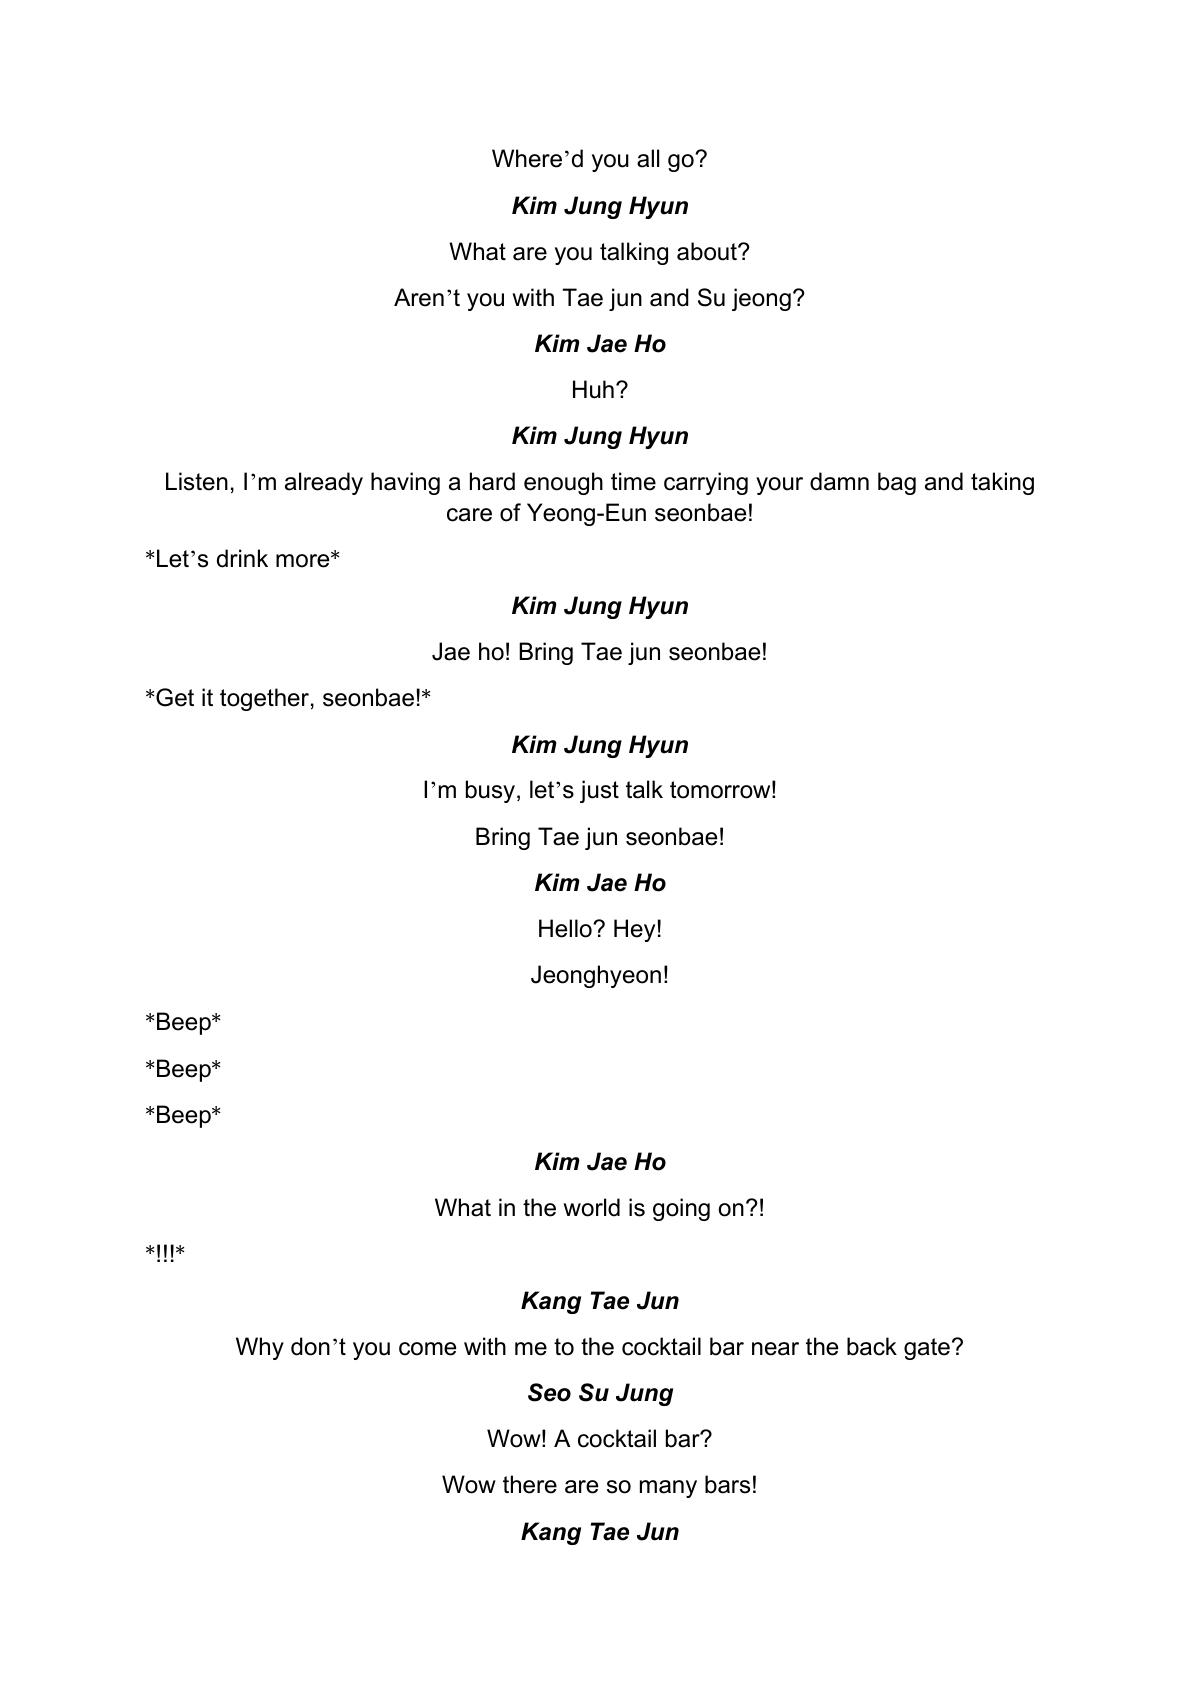 Where’d you all go?
Kim Jung Hyun
What are you talking about?
Aren’t you with Tae jun and Su jeong?
Kim Jae Ho
Huh?
Kim Jung Hyun
Listen, I’m already having a hard enough time carrying your damn bag and taking
care of Yeong-Eun seonbae!
*Let’s drink more*
Kim Jung Hyun
Jae ho! Bring Tae jun seonbae!
*Get it together, seonbae!*
Kim Jung Hyun
I’m busy, let’s just talk tomorrow!
Bring Tae jun seonbae!
Kim Jae Ho
Hello? Hey!
Jeonghyeon!
*Beep*
*Beep*
*Beep*
Kim Jae Ho
What in the world is going on?!
*!!!*
Kang Tae Jun
Why don’t you come with me to the cocktail bar near the back gate?
Seo Su Jung
Wow! A cocktail bar?
Wow there are so many bars!
Kang Tae Jun